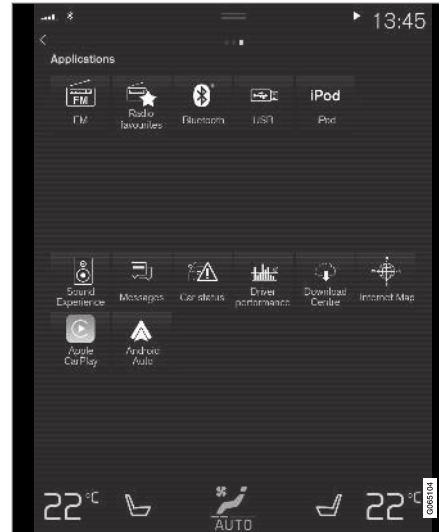 13:45
Applications
FM
iPod
FM
Radio
favourites
Bluetooth
USB
iPod
Sound
Experience
Messages
Car status
Driver
performance
Download
Centre
Internet Map
Apple
CarPlay
Android
Auto
22°C
AUTO
22°C
G065104